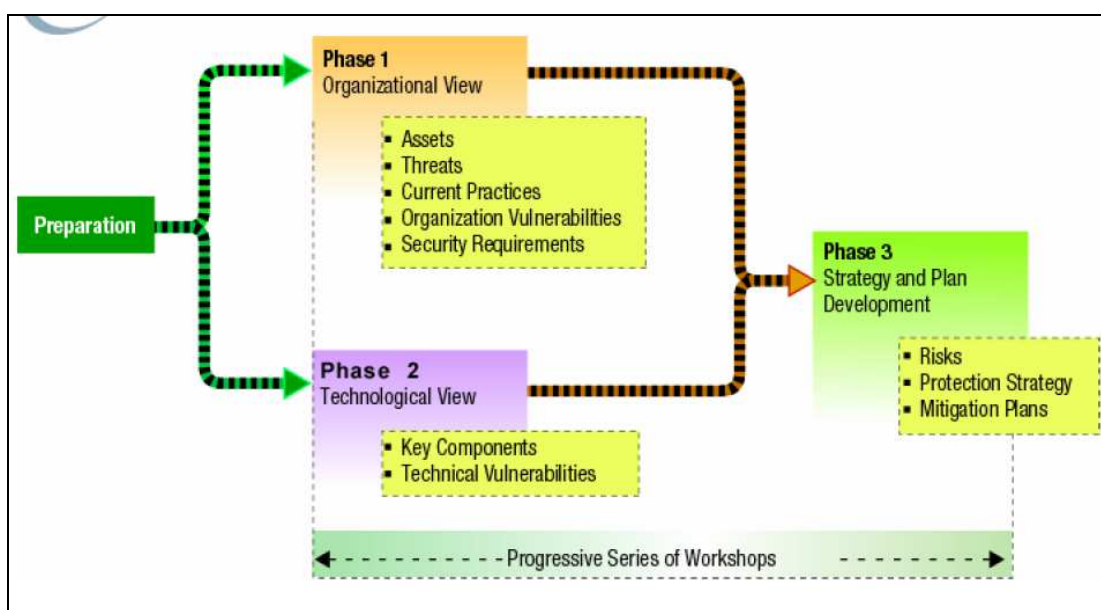 Preparation
Phase 1
Organizational View
▪ Assets
▪ Threats
▪ Current Practices
▪ Organization Vulnerabilities
▪ Security Requirements
Phase 2
Technological View
▪ Key Components
▪ Technical Vulnerabilities
Phase 3
Strategy and Plan
Development
▪ Risks
▪ Protection Strategy
▪ Mitigation Plans
Progressive Series of Workshops